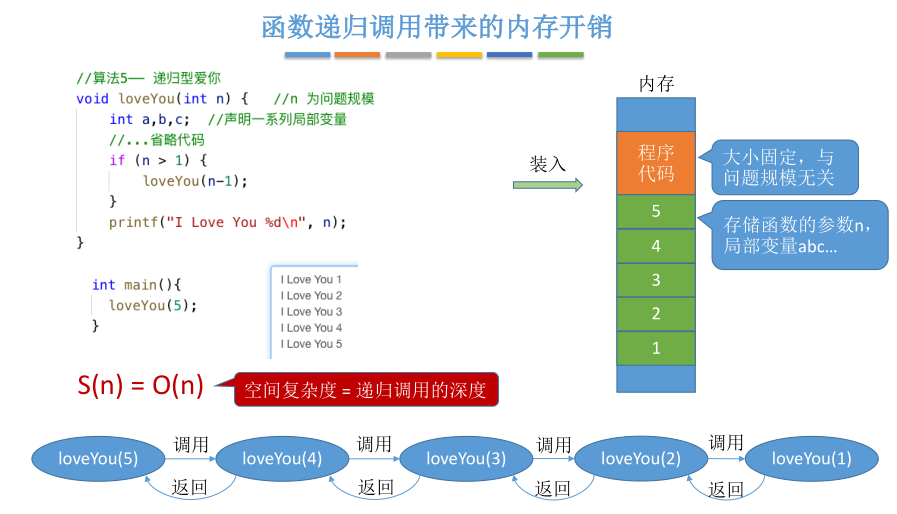 函数递归调用带来的内存开销
//算法5—— 递归型爱你
void loveYou(int n) {   //n 为问题规模
int a,b,c;  //声明一系列局部变量
//...省略代码
if (n > 1) {
loveYou(n-1);
}
printf("I Love You %d\n", n);
}
int main(){
loveYou(5);
}
I Love You 1
I Love You 2
I Love You 3
I Love You 4
I Love You 5
装入
内存
程序
代码
5
4
3
2
1
大小固定，与
问题规模无关
存储函数的参数n，
局部变量abc…
S(n) = O(n)
空间复杂度 = 递归调用的深度
loveYou(5)
调用
返回
loveYou(4)
调用
返回
loveYou(3)
调用
返回
loveYou(2)
调用
返回
loveYou(1)